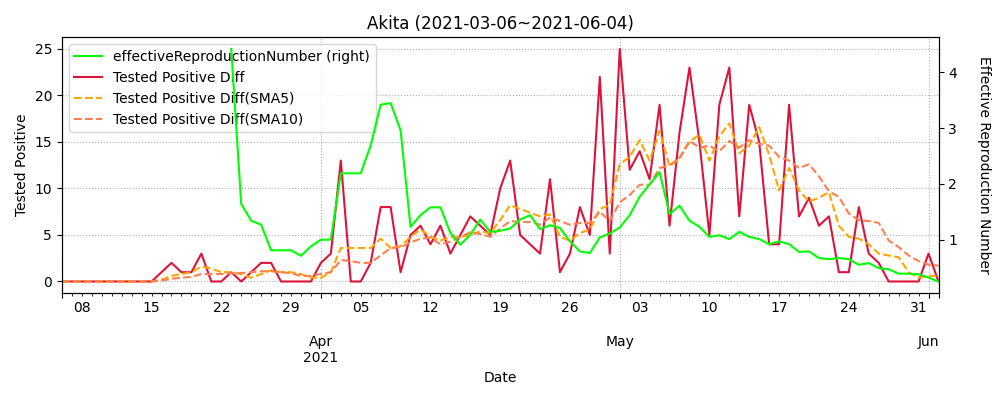 Akita (2021-03-06~2021-06-04)
effectiveReproductionNumber (right)
Tested Positive Diff
Tested Positive Diff(SMA5)
Tested Positive Diff(SMA10)
Tested Positive
25
20
15
10
5
0
Effective Reproduction Number
4
3
2
1
08 15 22 29 05 12 19 26 03 10 17 24 31
Apr May Jun
2021
Date